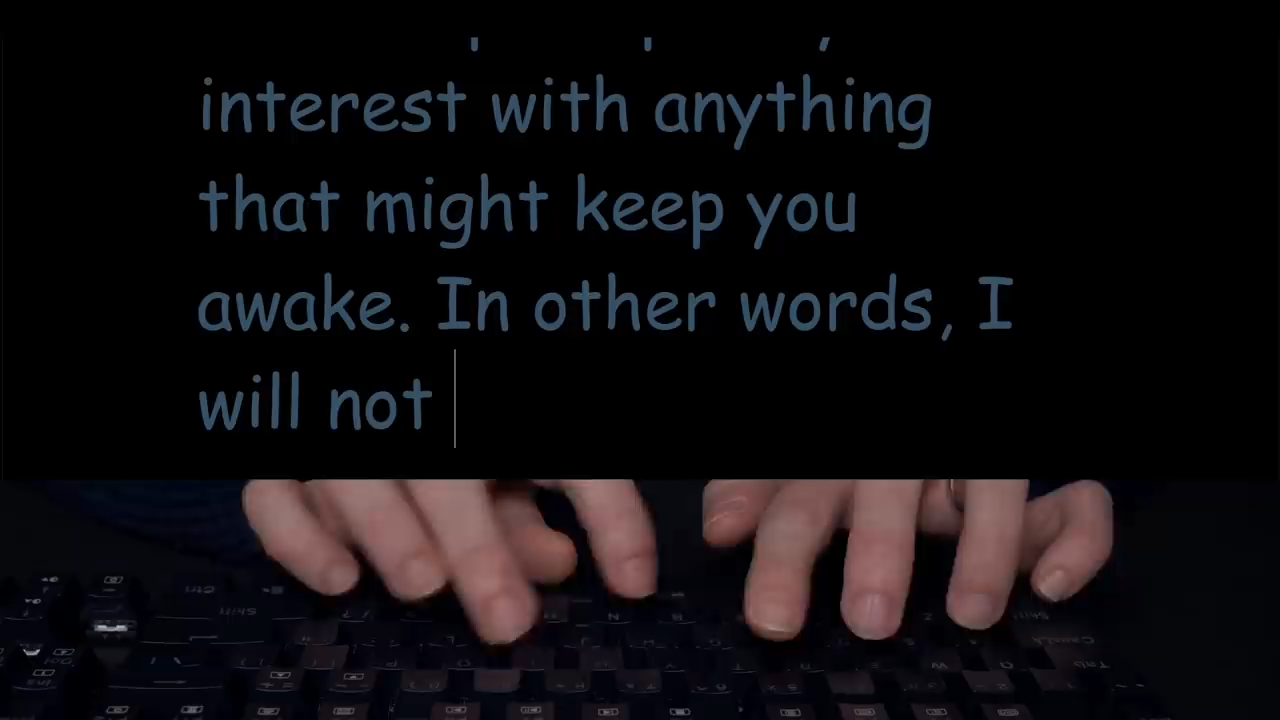 interest with anything
that might keep you
awake. In other words, I
will not